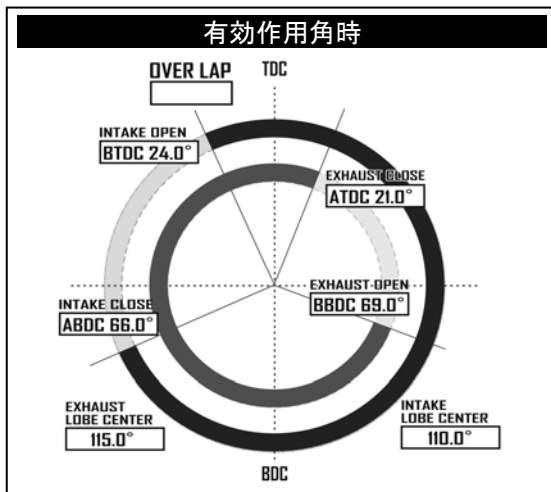 有効作用角時
OVER LAP
TDC
INTAKE OPEN
BTDC 24.0°
EXHAUST CLOSE
ATDC 21.0°
EXHAUST OPEN
BBDC 69.0°
INTAKE CLOSE
ABDC 66.0°
EXHAUST
LOBE CENTER
115.0°
INTAKE
LOBE CENTER
110.0°
BDC